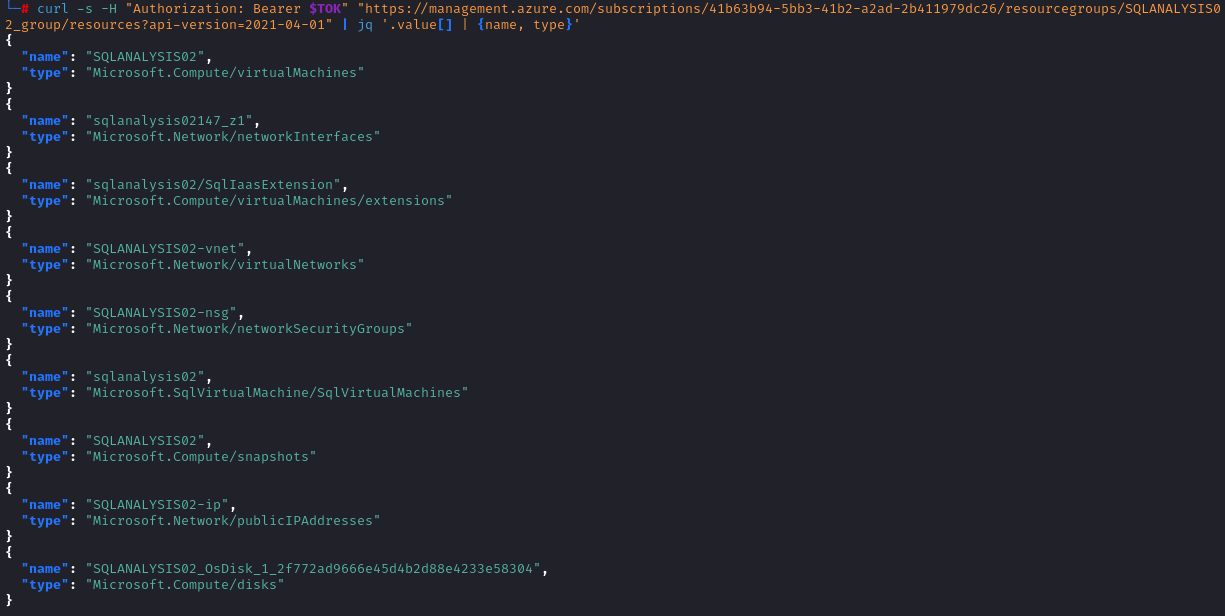 └─# curl -s -H "Authorization: Bearer $TOK" "https://management.azure.com/subscriptions/41b63b94-5bb3-41b2-a2ad-2b411979dc26/resourcegroups/SQLANALYSIS0
2_group/resources?api-version=2021-04-01" | jq '.value[] | {name, type}'
{
  "name": "SQLANALYSIS02",
  "type": "Microsoft.Compute/virtualMachines"
}
{
  "name": "sqlanalysis02147_z1",
  "type": "Microsoft.Network/networkInterfaces"
}
{
  "name": "sqlanalysis02/SqlIaasExtension",
  "type": "Microsoft.Compute/virtualMachines/extensions"
}
{
  "name": "SQLANALYSIS02-vnet",
  "type": "Microsoft.Network/virtualNetworks"
}
{
  "name": "SQLANALYSIS02-nsg",
  "type": "Microsoft.Network/networkSecurityGroups"
}
{
  "name": "sqlanalysis02",
  "type": "Microsoft.SqlVirtualMachine/SqlVirtualMachines"
}
{
  "name": "SQLANALYSIS02",
  "type": "Microsoft.Compute/snapshots"
}
{
  "name": "SQLANALYSIS02-ip",
  "type": "Microsoft.Network/publicIPAddresses"
}
{
  "name": "SQLANALYSIS02_OsDisk_1_2f772ad9666e45d4b2d88e4233e58304",
  "type": "Microsoft.Compute/disks"
}